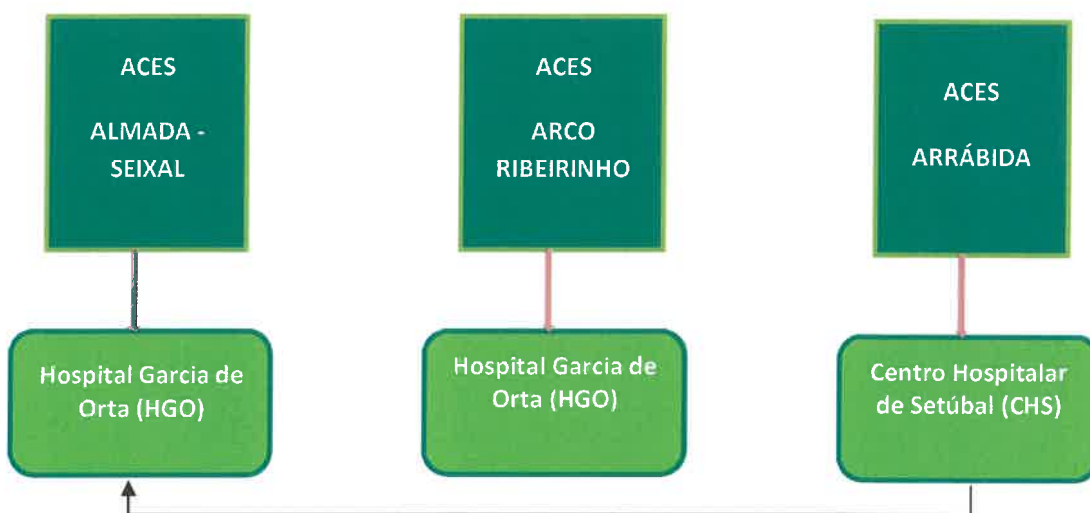 ACES
ALMADA -
SEIXAL
ACES
ARCO
RIBEIRINHO
ACES
ARRÁBIDA
Hospital Garcia de
Orta (HGO)
Hospital Garcia de
Orta (HGO)
Centro Hospitalar
de Setúbal (CHS)